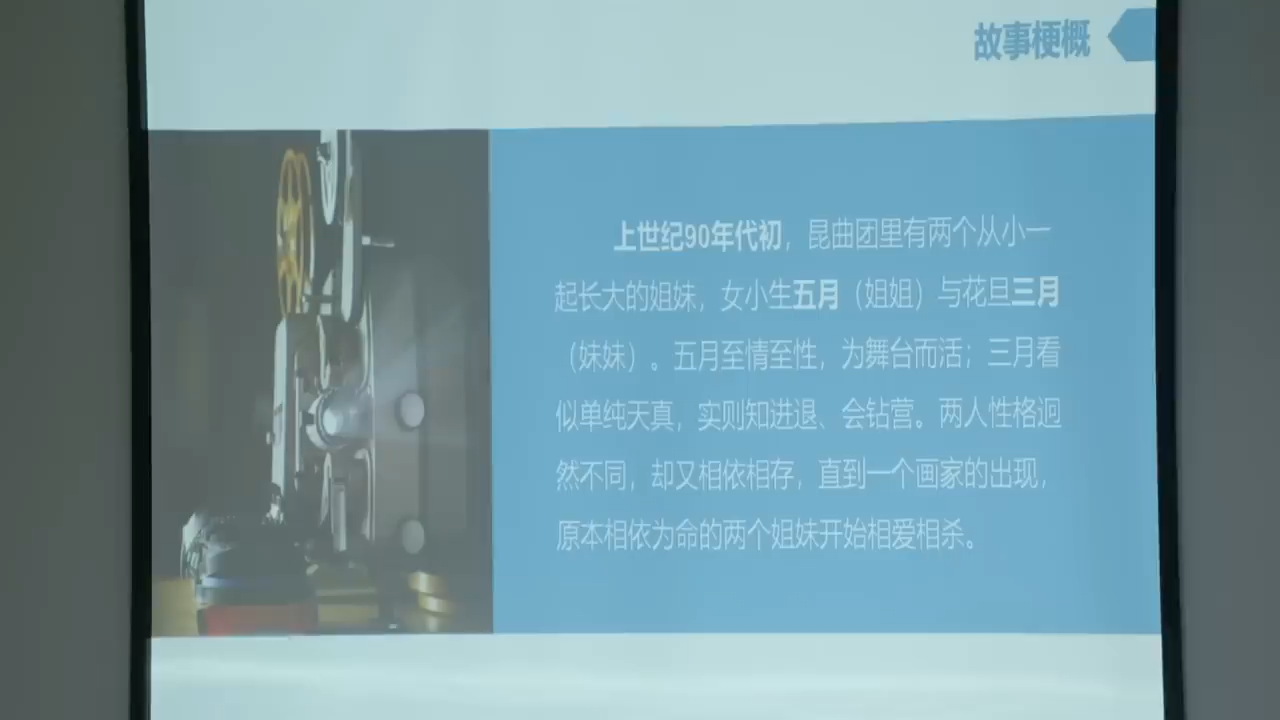 故事梗概
上世纪90年代初，昆曲团里有两个从小一
起长大的姐妹，女小生五月（姐姐）与花旦三月
（妹妹）。五月至情至性，为舞台而活；三月看
似单纯天真，实则知进退、会钻营。两人性格迥
然不同，却又相依相存，直到一个画家的出现，
原本相依为命的两个姐妹开始相爱相杀。